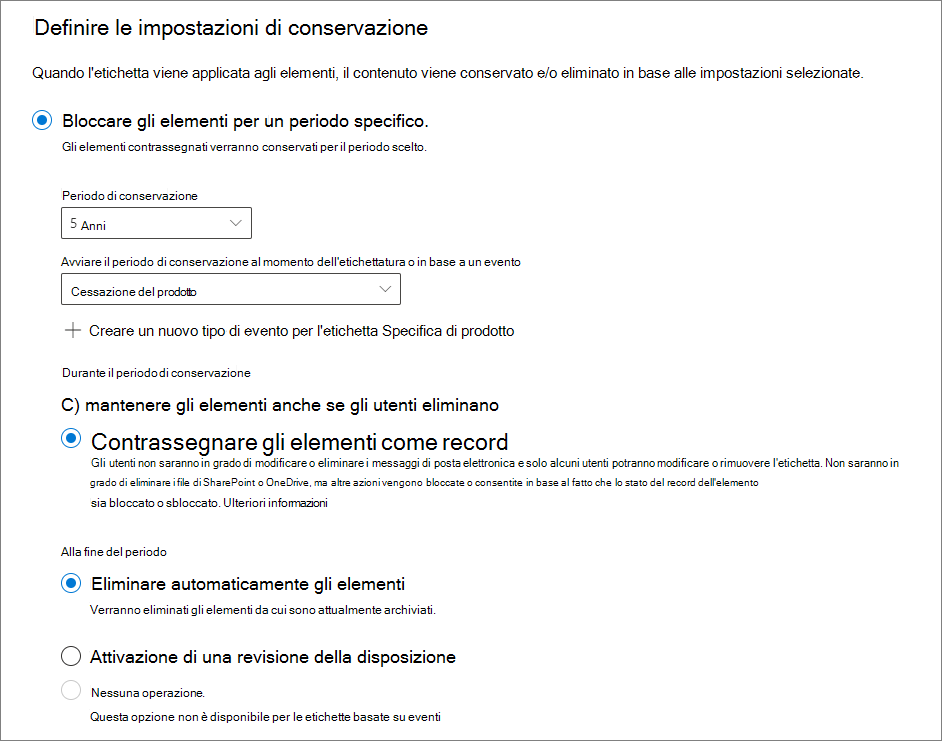 Definire le impostazioni di conservazione
Quando l'etichetta viene applicata agli elementi, il contenuto viene conservato e/o eliminato in base alle impostazioni selezionate.
Bloccare gli elementi per un periodo specifico.
Gli elementi contrassegnati verranno conservati per il periodo scelto.
Periodo di conservazione
5 Anni
Avviare il periodo di conservazione al momento dell'etichettatura o in base a un evento
Cessazione del prodotto
Creare un nuovo tipo di evento per l'etichetta Specifica di prodotto
Durante il periodo di conservazione
C) mantenere gli elementi anche se gli utenti eliminano
Contrassegnare gli elementi come record
Gli utenti non saranno in grado di modificare o eliminare i messaggi di posta elettronica e solo alcuni utenti potranno modificare o rimuovere l'etichetta. Non saranno in
grado di eliminare i file di SharePoint o OneDrive, ma altre azioni vengono bloccate o consentite in base al fatto che lo stato del record dell'elemento
sia bloccato o sbloccato. Ulteriori informazioni
Alla fine del periodo
Eliminare automaticamente gli elementi
Verranno eliminati gli elementi da cui sono attualmente archiviati.
Attivazione di una revisione della disposizione
Nessuna operazione.
Questa opzione non è disponibile per le etichette basate su eventi